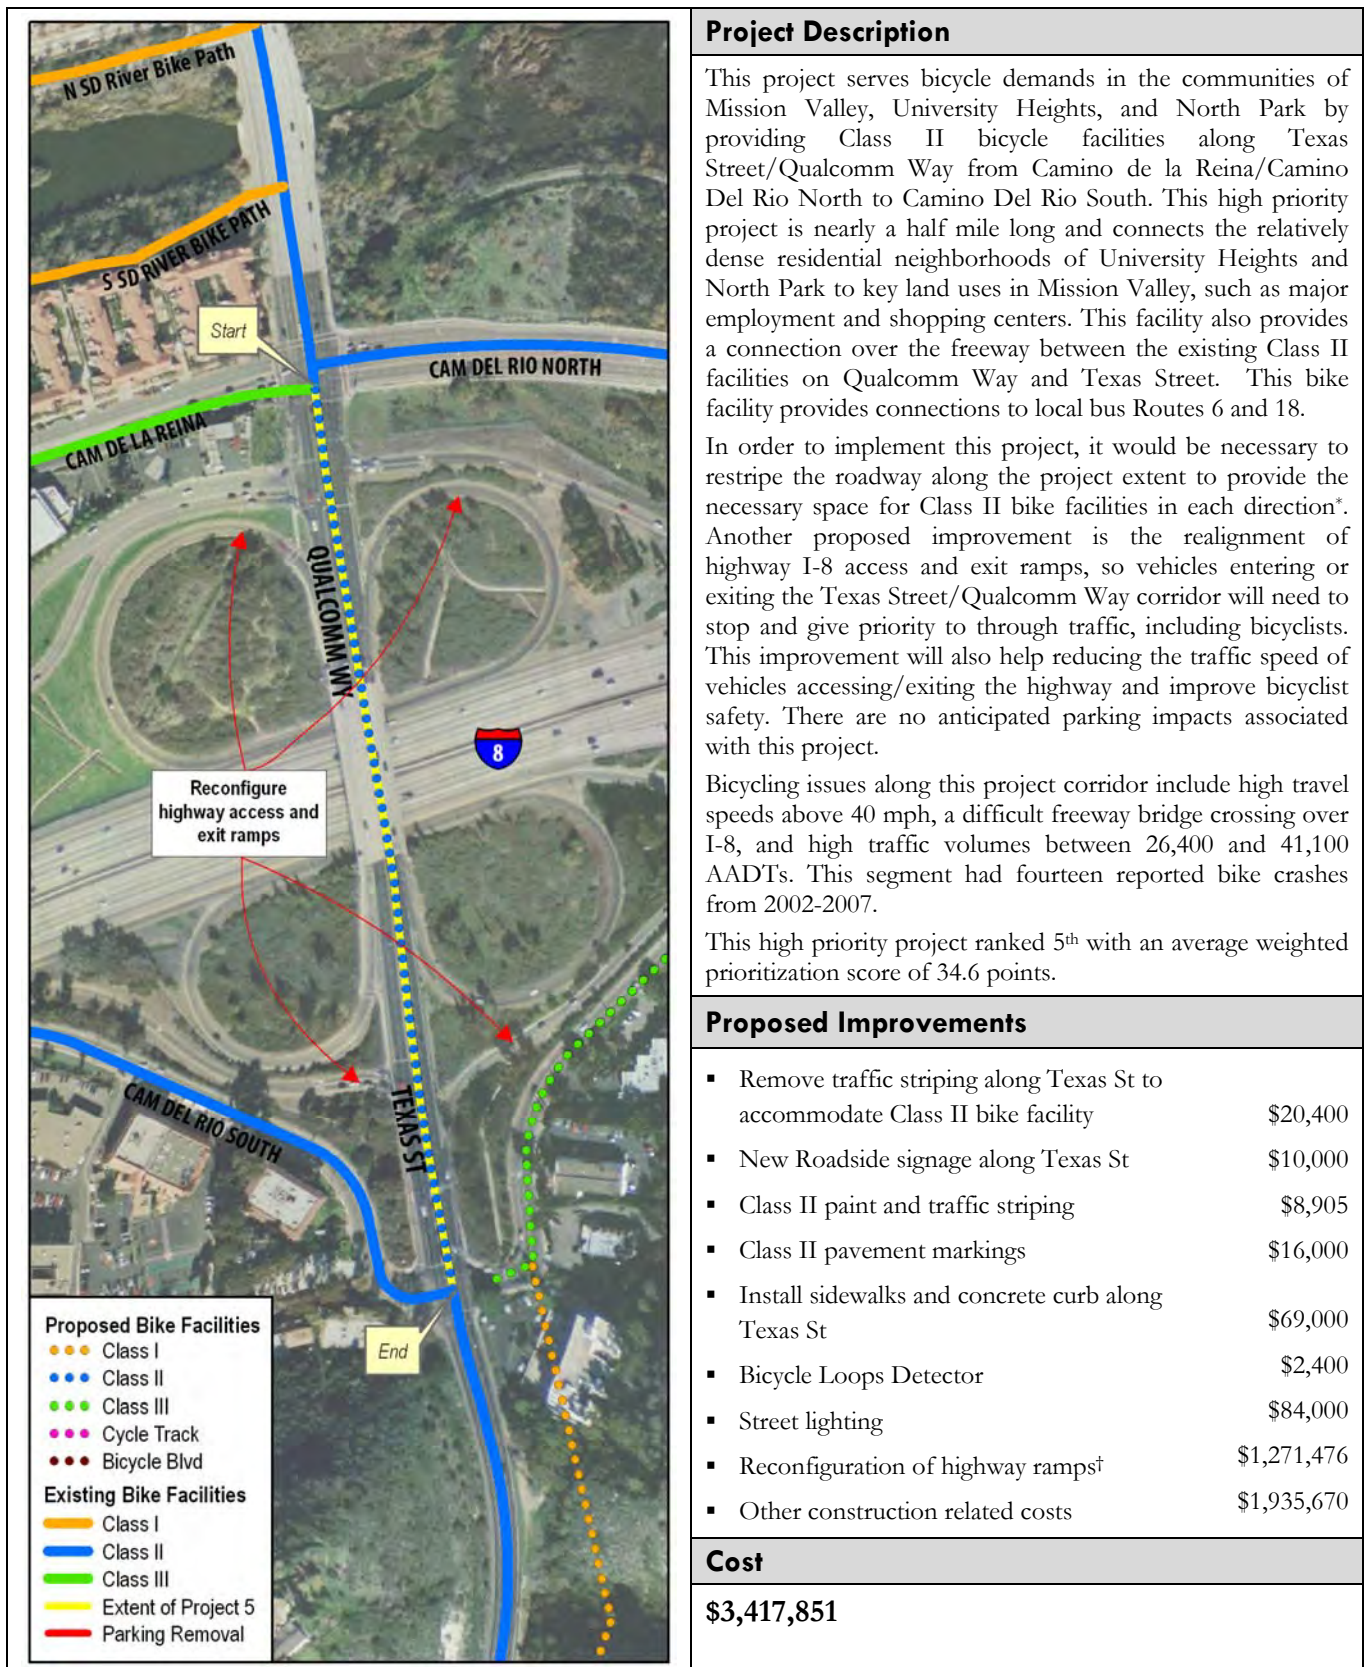 N SD River Bike Path
S SD RIVER BIKE PATH
Start
CAM DEL RIO NORTH
CAM DE LA REINA
QUALCOMM WY
8
Reconfigure
highway access and
exit ramps
CAM DEL RIO SOUTH
TEXAS ST
End
Proposed Bike Facilities
Class I
Class II
Class III
Cycle Track
Bicycle Blvd
Existing Bike Facilities
Class I
Class II
Class III
Extent of Project 5
Parking Removal
Project Description
This project serves bicycle demands in the communities of
Mission Valley, University Heights, and North Park by
providing Class II bicycle facilities along Texas
Street/Qualcomm Way from Camino de la Reina/Camino
Del Rio North to Camino Del Rio South. This high priority
project is nearly a half mile long and connects the relatively
dense residential neighborhoods of University Heights and
North Park to key land uses in Mission Valley, such as major
employment and shopping centers. This facility also provides
a connection over the freeway between the existing Class II
facilities on Qualcomm Way and Texas Street. This bike
facility provides connections to local bus Routes 6 and 18.
In order to implement this project, it would be necessary to
restripe the roadway along the project extent to provide the
necessary space for Class II bike facilities in each direction*.
Another proposed improvement is the realignment of
highway I-8 access and exit ramps, so vehicles entering or
exiting the Texas Street/Qualcomm Way corridor will need to
stop and give priority to through traffic, including bicyclists.
This improvement will also help reducing the traffic speed of
vehicles accessing/exiting the highway and improve bicyclist
safety. There are no anticipated parking impacts associated
with this project.
Bicycling issues along this project corridor include high travel
speeds above 40 mph, a difficult freeway bridge crossing over
I-8, and high traffic volumes between 26,400 and 41,100
AADTs. This segment had fourteen reported bike crashes
from 2002-2007.
This high priority project ranked 5th with an average weighted
prioritization score of 34.6 points.
Proposed Improvements
▪ Remove traffic striping along Texas St to
accommodate Class II bike facility $20,400
▪ New Roadside signage along Texas St $10,000
▪ Class II paint and traffic striping $8,905
▪ Class II pavement markings $16,000
▪ Install sidewalks and concrete curb along
Texas St $69,000
▪ Bicycle Loops Detector $2,400
▪ Street lighting $84,000
▪ Reconfiguration of highway ramps† $1,271,476
▪ Other construction related costs $1,935,670
Cost
$3,417,851